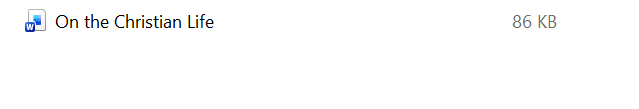 On the Christian Life 86 KB